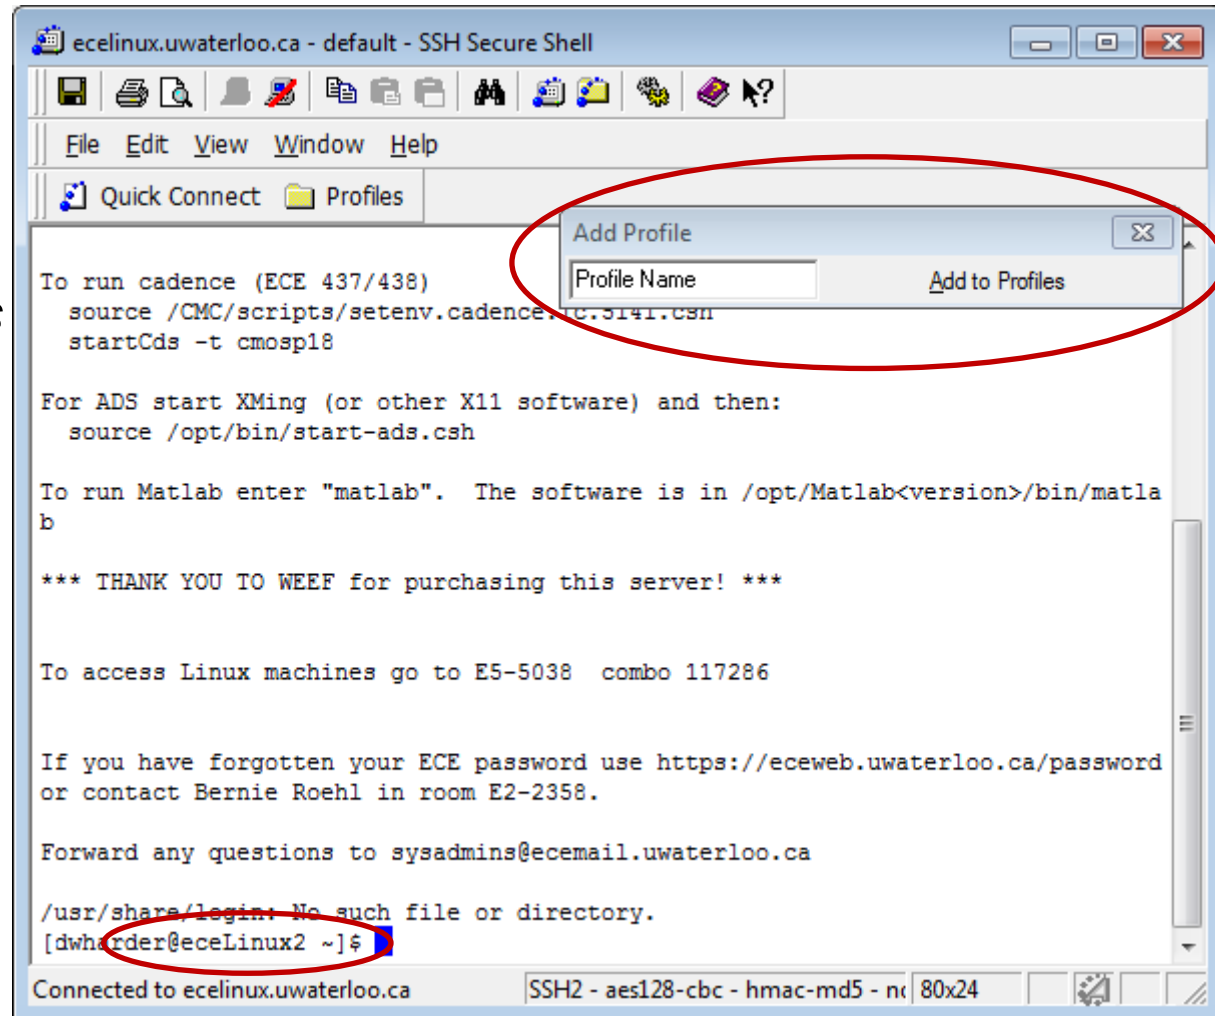 ecelinux.uwaterloo.ca - default - SSH Secure Shell
File Edit View Window Help
Quick Connect Profiles
Add Profile
Profile Name Add to Profiles
To run cadence (ECE 437/438)
source /CMC/scripts/setenv.cadence.ic.5141.csh
startCds -t cmosp18
For ADS start XMing (or other X11 software) and then:
source /opt/bin/start-ads.csh
To run Matlab enter "matlab". The software is in /opt/Matlab<version>/bin/matla
b
*** THANK YOU TO WEEF for purchasing this server! ***
To access Linux machines go to E5-5038 combo 117286
If you have forgotten your ECE password use https://eceweb.uwaterloo.ca/password
or contact Bernie Roehl in room E2-2358.
Forward any questions to sysadmins@ecemail.uwaterloo.ca
/usr/share/login: No such file or directory.
[dwharder@eceLinux2 ~]$
Connected to ecelinux.uwaterloo.ca SSH2 - aes128-cbc - hmac-md5 - 80x24